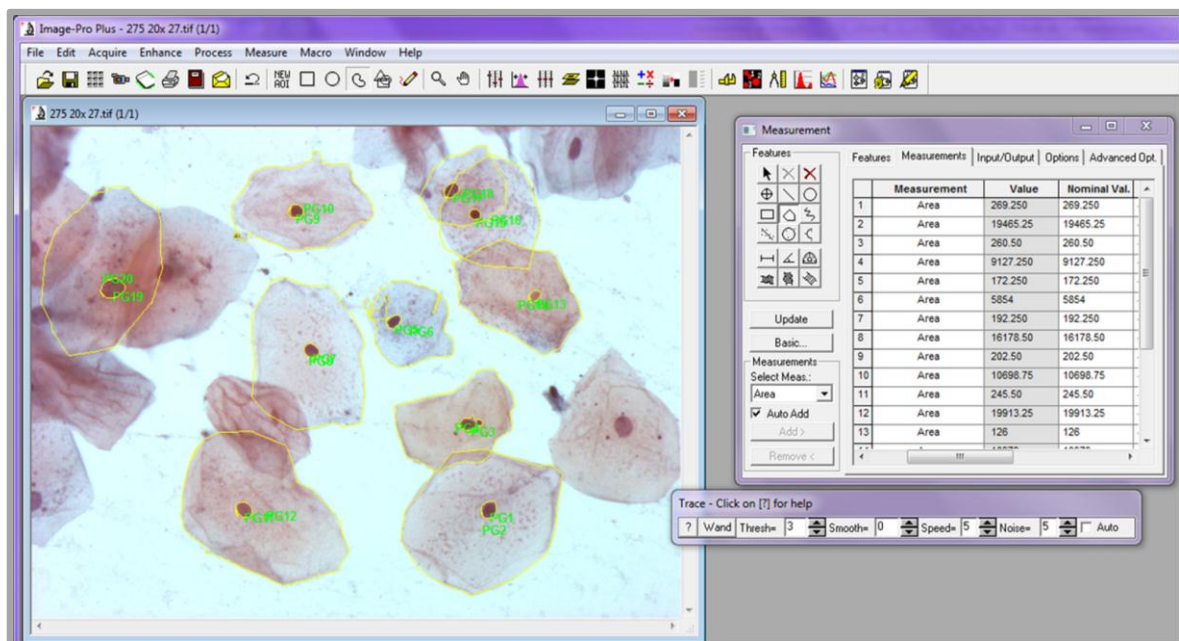 Image-Pro Plus - 275 20x 27.tif (1/1)
File Edit Acquire Enhance Process Measure Macro Window Help
NEW AOI
275 20x 27.tif (1/1)
PG10
PG9
PG18
PG16
PG20
PG19
PG13
PG6
PG3
PG12
PG1
PG2
Measurement
Features
Update
Basic...
Measurements
Select Meas.:
Area
Auto Add
Add >
Remove <
Features Measurements Input/Output Options Advanced Opt.
Measurement Value Nominal Val.
1 Area 269.250 269.250
2 Area 19465.25 19465.25
3 Area 260.50 260.50
4 Area 9127.250 9127.250
5 Area 172.250 172.250
6 Area 5854 5854
7 Area 192.250 192.250
8 Area 16178.50 16178.50
9 Area 202.50 202.50
10 Area 10698.75 10698.75
11 Area 245.50 245.50
12 Area 19913.25 19913.25
13 Area 126 126
Trace - Click on [?] for help
? Wand Thresh= 3 Smooth= 0 Speed= 5 Noise= 5 Auto